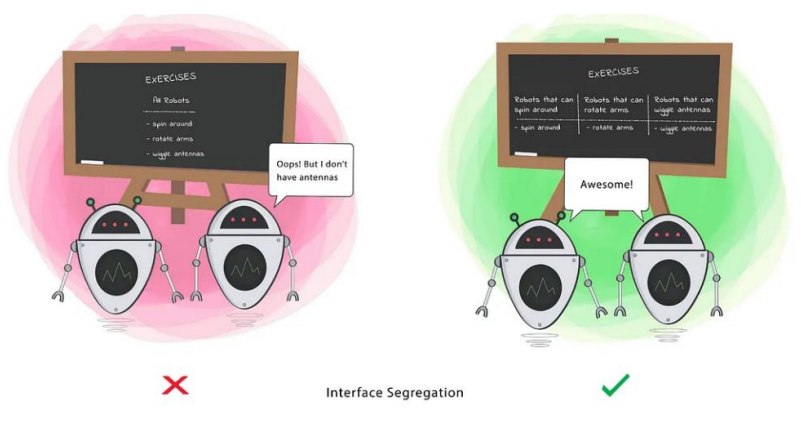 EXERCISES
All Robots
- spin around
- rotate arms
- wiggle antennas
Oops! But I don't
have antennas
EXERCISES
Robots that can
spin around
- spin around
Robots that can
rotate arms
- rotate arms
Robots that can
wiggle antennas
- wiggle antennas
Awesome!
Interface Segregation